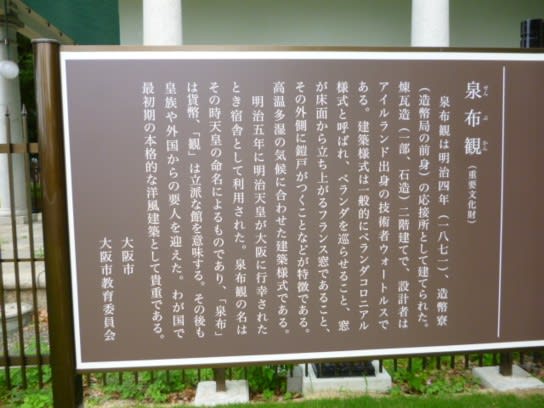 泉布観（重要文化財）
せんぷかん
泉布観は明治四年（一八七一）、造幣寮
（造幣局の前身）の応接所として建てられた。
煉瓦造（一部、石造）二階建てで、設計者は
アイルランド出身の技術者ウォートルスで
ある。建築様式は一般的にベランダコロニアル
様式と呼ばれ、ベランダを巡らせること、窓
が床面から立ち上がるフランス窓であること、
その外側に鎧戸がつくことなどが特徴である。
高温多湿の気候に合わせた建築様式である。
明治五年に明治天皇が大阪に行幸された
とき宿舎として利用された。泉布観の名は
その時天皇の命名によるものであり、「泉布」
は貨幣、「観」は立派な館を意味する。その後も
皇族や外国からの要人を迎えた。わが国で
最初期の本格的な洋風建築として貴重である。
大阪市
大阪市教育委員会